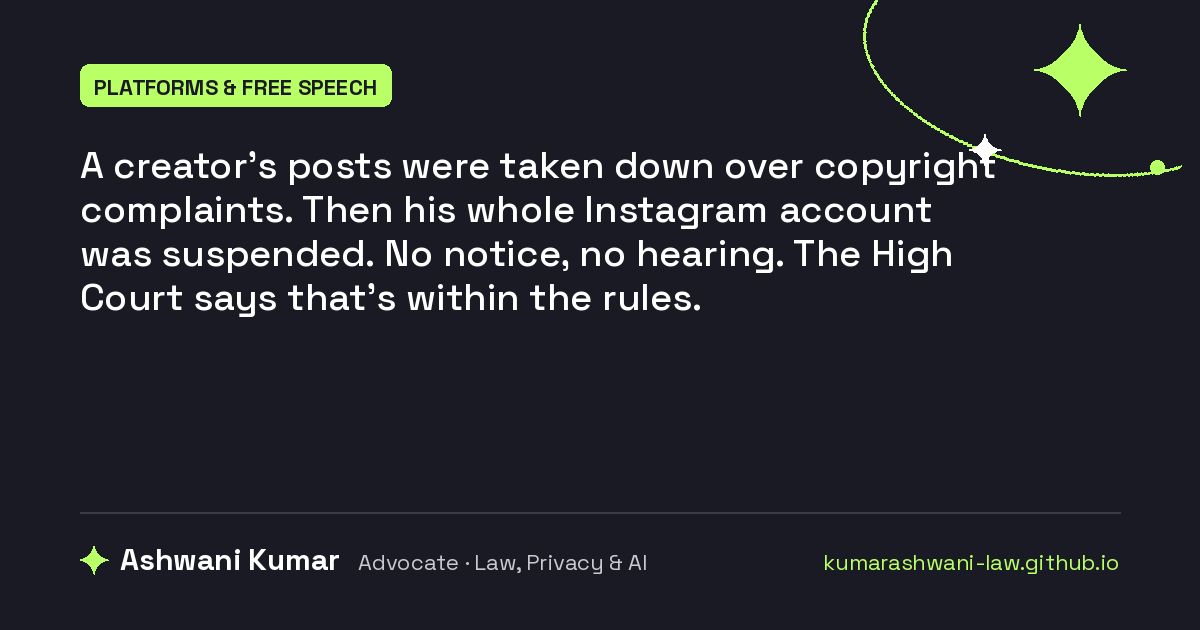 PLATFORMS & FREE SPEECH
A creator’s posts were taken down over copyright
complaints. Then his whole Instagram account
was suspended. No notice, no hearing. The High
Court says that’s within the rules.
Ashwani Kumar Advocate · Law, Privacy & AI kumarashwani-law.github.io